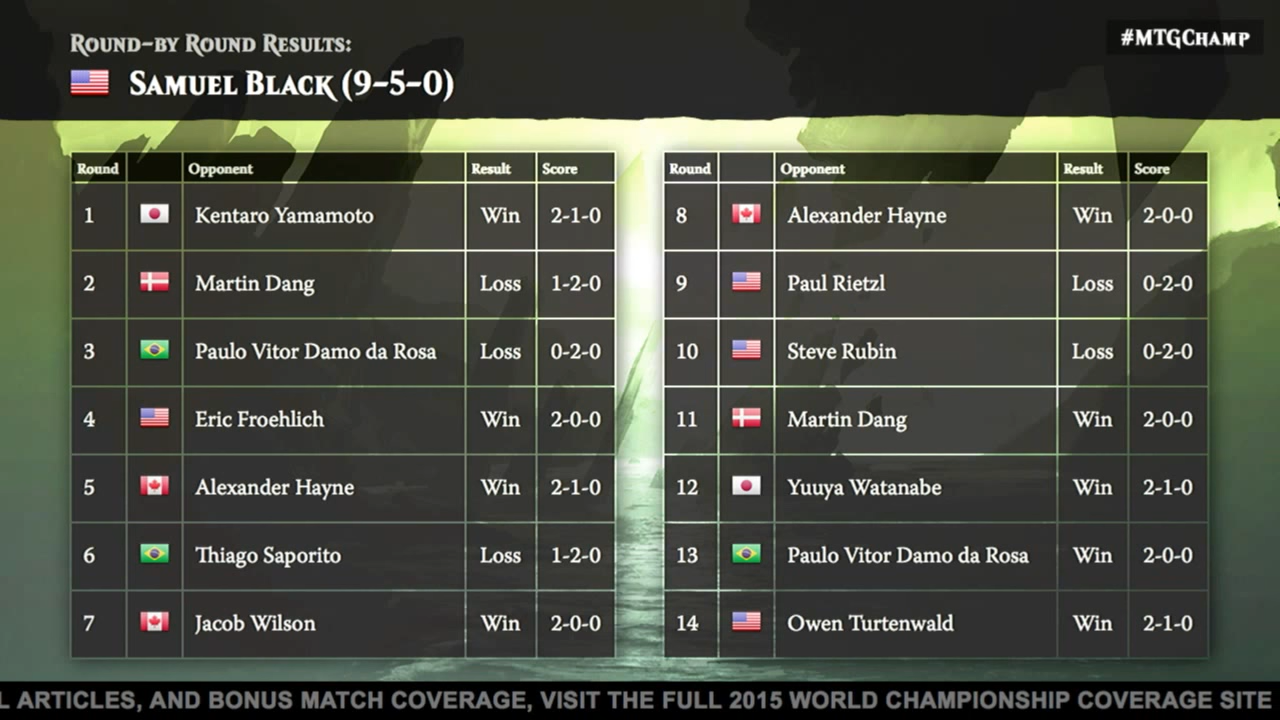 Round-by Round Results:
#MTGChamp
Samuel Black (9-5-0)
Round Opponent Result Score
1 Kentaro Yamamoto Win 2-1-0
2 Martin Dang Loss 1-2-0
3 Paulo Vitor Damo da Rosa Loss 0-2-0
4 Eric Froehlich Win 2-0-0
5 Alexander Hayne Win 2-1-0
6 Thiago Saporito Loss 1-2-0
7 Jacob Wilson Win 2-0-0
Round Opponent Result Score
8 Alexander Hayne Win 2-0-0
9 Paul Rietzl Loss 0-2-0
10 Steve Rubin Loss 0-2-0
11 Martin Dang Win 2-0-0
12 Yuuya Watanabe Win 2-1-0
13 Paulo Vitor Damo da Rosa Win 2-0-0
14 Owen Turtenwald Win 2-1-0
L ARTICLES, AND BONUS MATCH COVERAGE, VISIT THE FULL 2015 WORLD CHAMPIONSHIP COVERAGE SITE